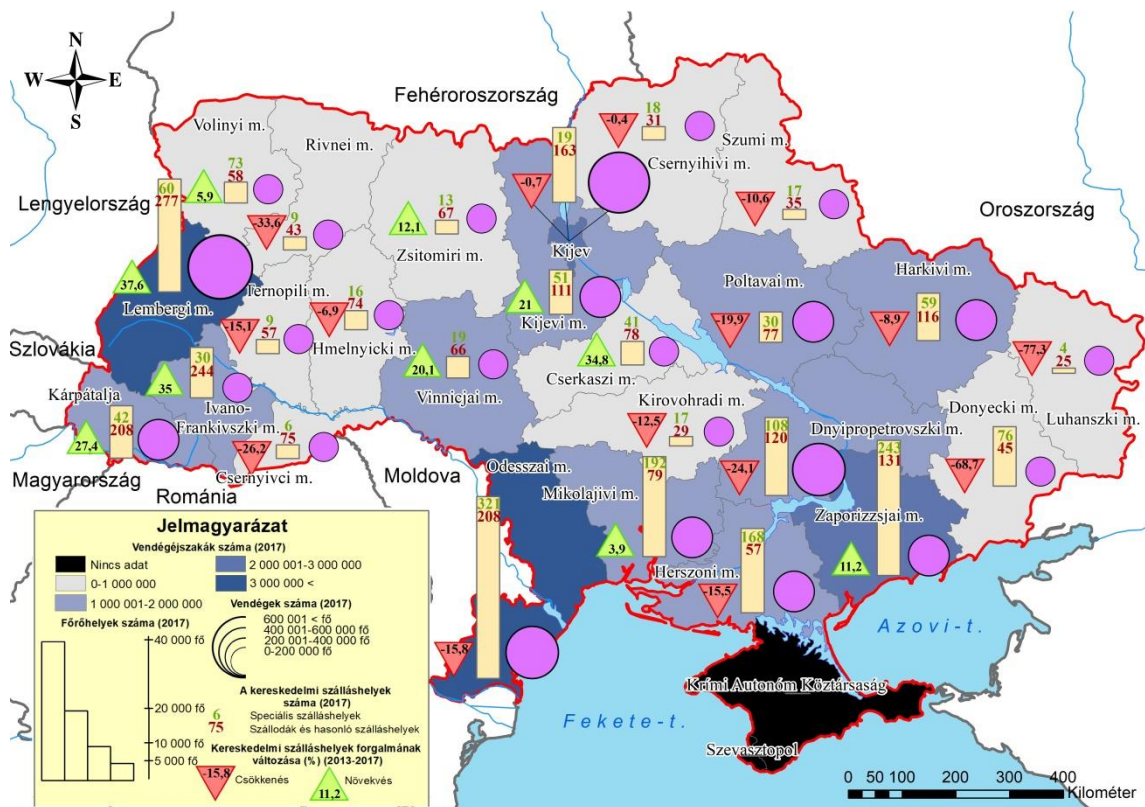 N
W E
S
Fehéroroszország
Volinyi m.
Rivnei m.
73
58
5,9
-33,6
9
43
Lengyelország
60
277
37,6
Lembergi m.
13
67
12,1
Zsitomiri m.
19
163
-0,7
Kijev
-0,4
18
31
Csernyihivi m.
Szumi m.
-10,6
17
35
Oroszország
Ternopili m.
-15,1
9
57
16
74
-6,9
Hmelnyicki m.
51
111
21
Kijevi m.
Poltavai m.
-19,9
30
77
Harkivi m.
-8,9
59
116
Szlovákia
30
244
35
Ivano-
Frankivszki m.
19
66
20,1
Vinnicjai m.
41
78
34,8
Cserkaszi m.
-77,3
4
25
Luhanszki m.
Kárpátalja
42
208
27,4
Magyarország
Románia
-26,2
6
75
Csernyivci m.
Moldova
Kirovohradi m.
-12,5
17
29
108
120
-24,1
Dnyipropetrovszki m.
Donyecki m.
-68,7
76
45
Odesszai m.
321
208
-15,8
Mikolajivi m.
192
79
3,9
243
131
Zaporizzsjai m.
11,2
Herszoni m.
168
57
-15,5
Azovi-t.
Krími Autonóm Köztársaság
Fekete-t.
Szevasztopol
Jelmagyarázat
Vendégéjszakák száma (2017)
Nincs adat
0-1 000 000
1 000 001-2 000 000
2 000 001-3 000 000
3 000 000 <
Férőhelyek száma (2017)
40 000 fő
20 000 fő
10 000 fő
5 000 fő
Vendégek száma (2017)
600 001 < fő
400 001-600 000 fő
200 001-400 000 fő
0-200 000 fő
A kereskedelmi szálláshelyek
száma (2017)
6 Speciális szálláshelyek
75 Szállodák és hasonló szálláshelyek
Kereskedelmi szálláshelyek forgalmának
változása (%) (2013-2017)
-15,8 Csökkenés
11,2 Növekvés
0 50 100 200 300 400
Kilométer